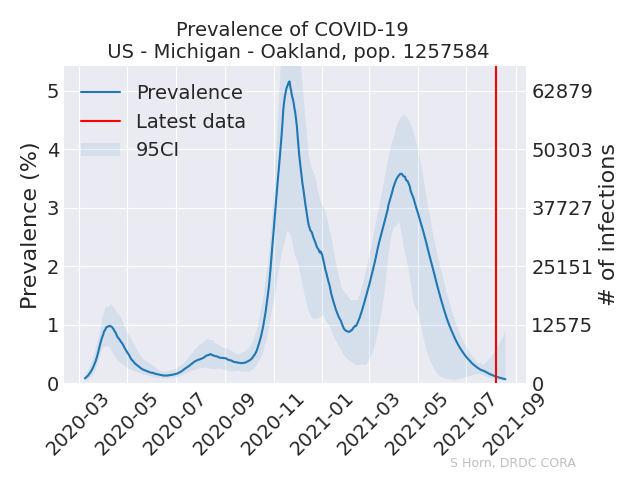 Prevalence of COVID-19
US - Michigan - Oakland, pop. 1257584
Prevalence
Latest data
95CI
Prevalence (%)
5
4
3
2
1
0
62879
50303
37727
25151
12575
0
# of infections
2020-03
2020-05
2020-07
2020-09
2020-11
2021-01
2021-03
2021-05
2021-07
2021-09
S Horn, DRDC CORA